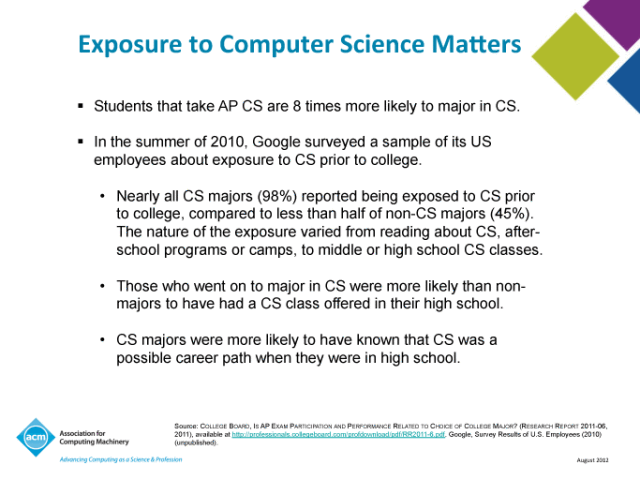 Exposure to Computer Science Matters
▪ Students that take AP CS are 8 times more likely to major in CS.
▪ In the summer of 2010, Google surveyed a sample of its US
employees about exposure to CS prior to college.
• Nearly all CS majors (98%) reported being exposed to CS prior
to college, compared to less than half of non-CS majors (45%).
The nature of the exposure varied from reading about CS, after-
school programs or camps, to middle or high school CS classes.
• Those who went on to major in CS were more likely than non-
majors to have had a CS class offered in their high school.
• CS majors were more likely to have known that CS was a
possible career path when they were in high school.
acm
Association for
Computing Machinery
Advancing Computing as a Science & Profession
Source: College Board, Is AP Exam Participation and Performance Related to Choice of College Major? (Research Report 2011-06,
2011), available at http://professionals.collegeboard.com/profdownload/pdf/RR2011-6.pdf. Google, Survey Results of U.S. Employees (2010)
(unpublished).
August 2012